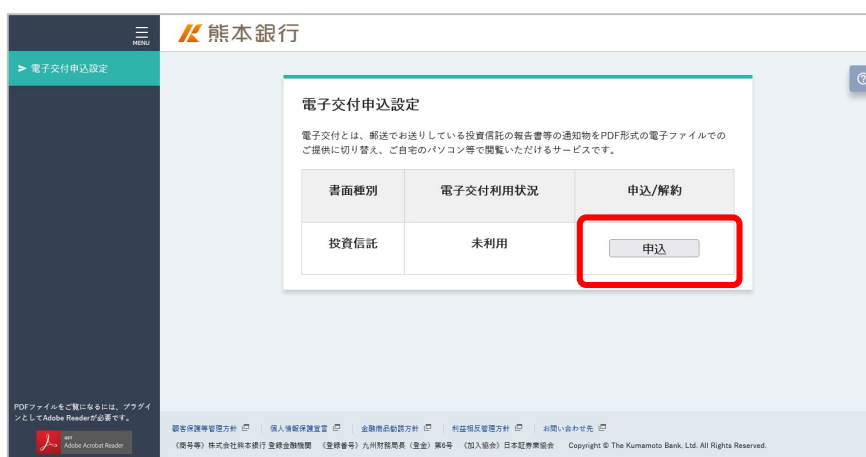 MENU
熊本銀行
➤ 電子交付申込設定
電子交付申込設定
電子交付とは、郵送でお送りしている投資信託の報告書等の通知物をPDF形式の電子ファイルでの
ご提供に切り替え、ご自宅のパソコン等で閲覧いただけるサービスです。
書面種別 電子交付利用状況 申込/解約
投資信託 未利用 申込
PDFファイルをご覧になるには、プラグイ
ンとしてAdobe Readerが必要です。
GET
Adobe Acrobat Reader
顧客保護等管理方針 個人情報保護宣言 金融商品勧誘方針 利益相反管理方針 お問い合わせ先
《商号等》株式会社熊本銀行 登録金融機関 《登録番号》九州財務局長（登金）第6号 《加入協会》日本証券業協会 Copyright © The Kumamoto Bank, Ltd. All Rights Reserved.